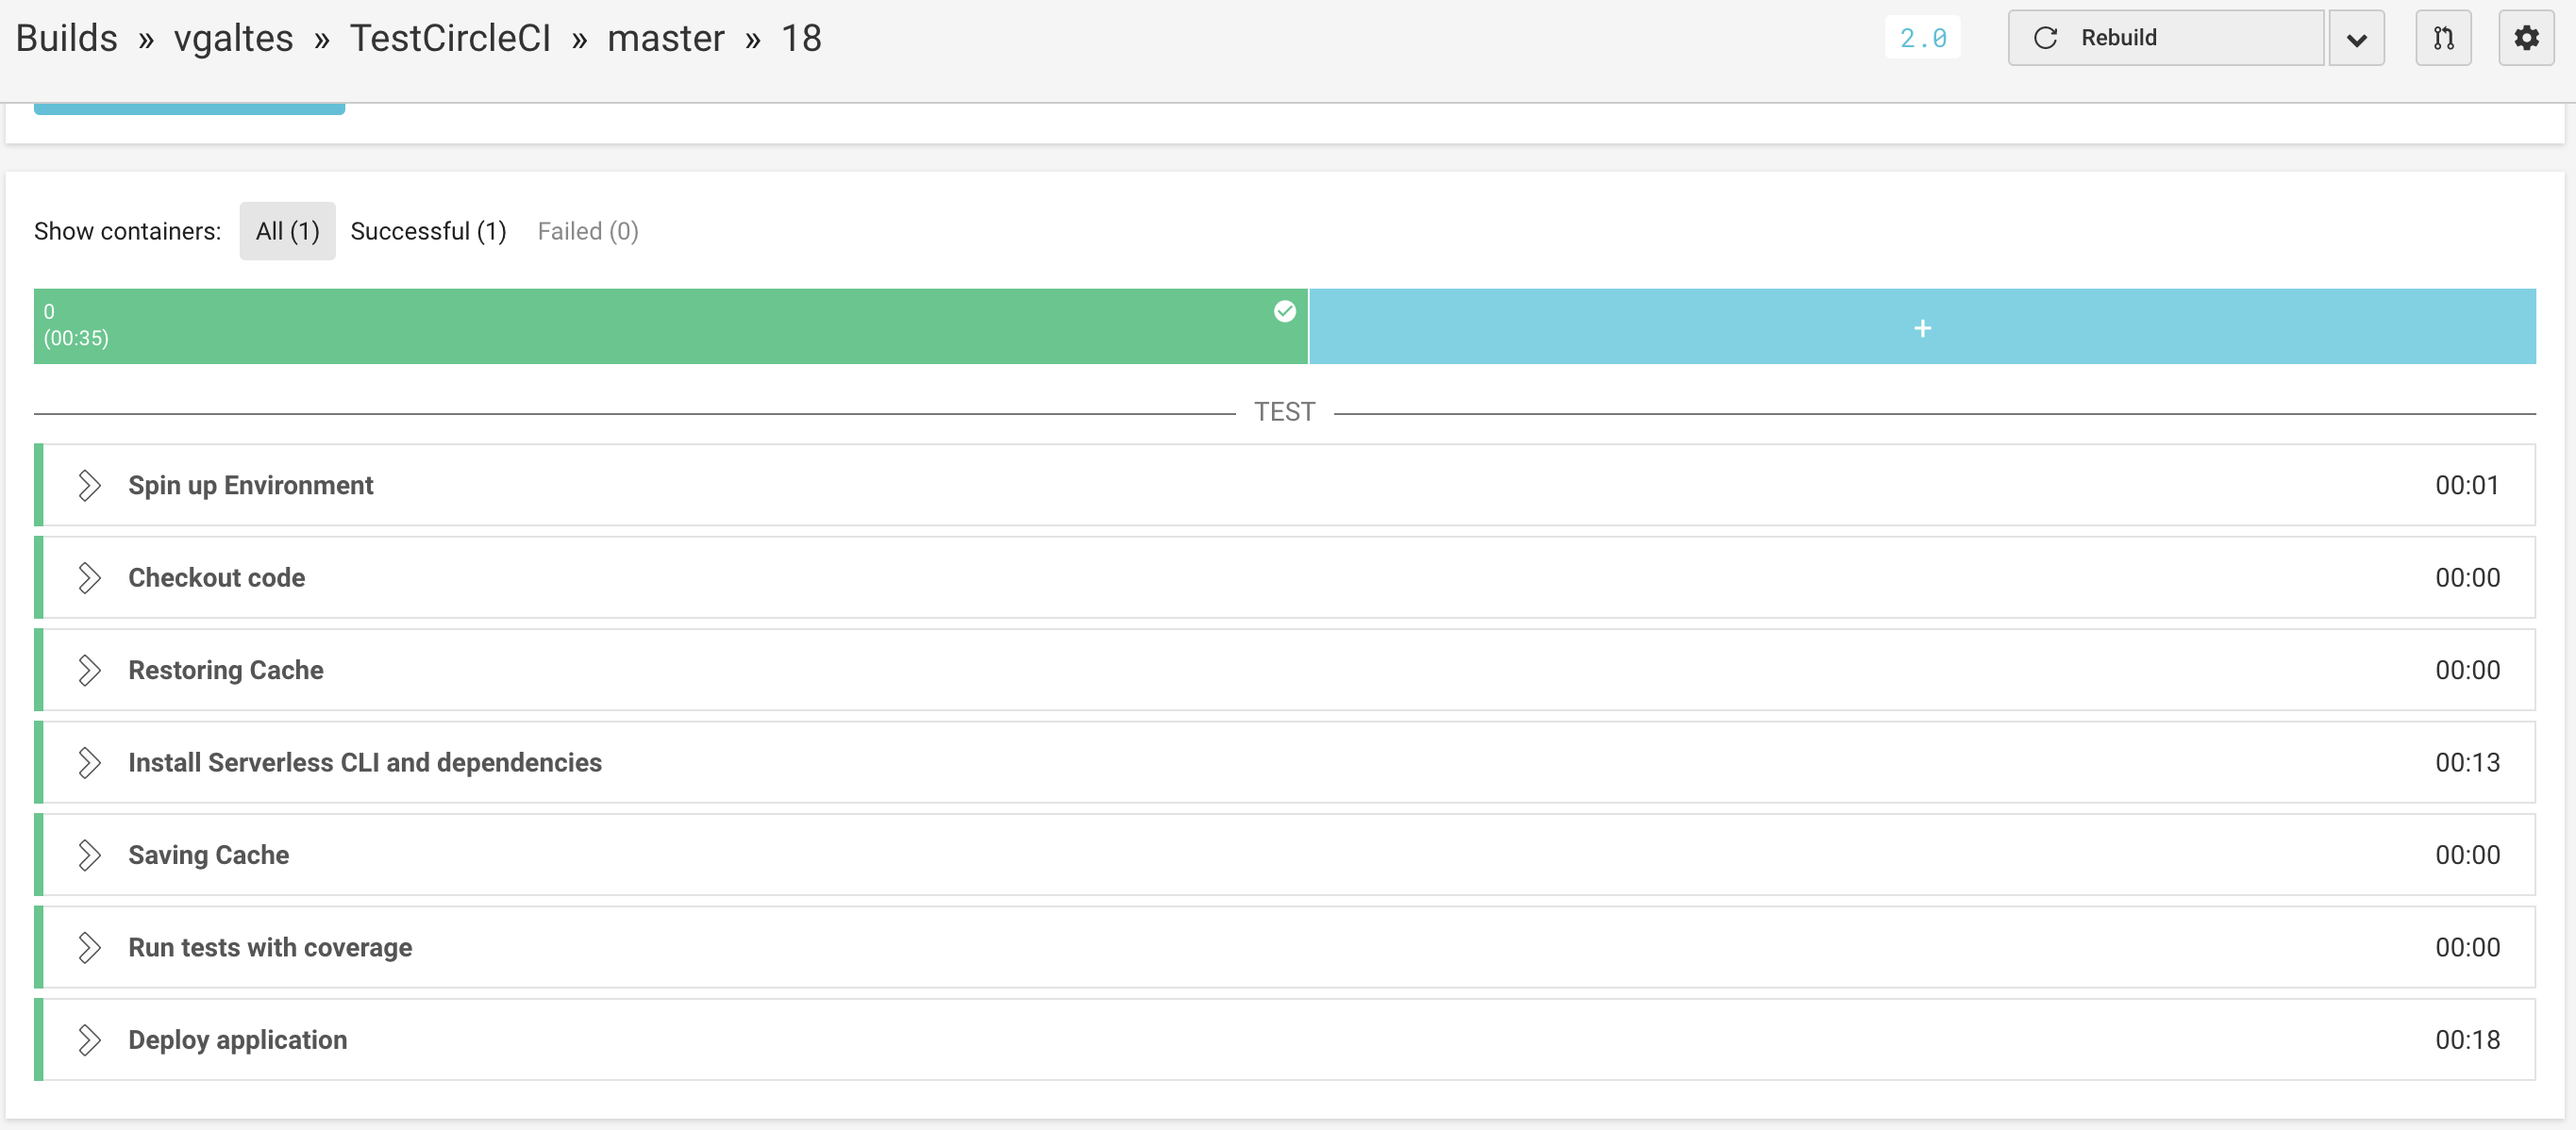 Builds » vgaltes » TestCircleCI » master » 18
2.0
Rebuild
Show containers: All (1) Successful (1) Failed (0)
0
(00:35)
+
TEST
Spin up Environment 00:01
Checkout code 00:00
Restoring Cache 00:00
Install Serverless CLI and dependencies 00:13
Saving Cache 00:00
Run tests with coverage 00:00
Deploy application 00:18